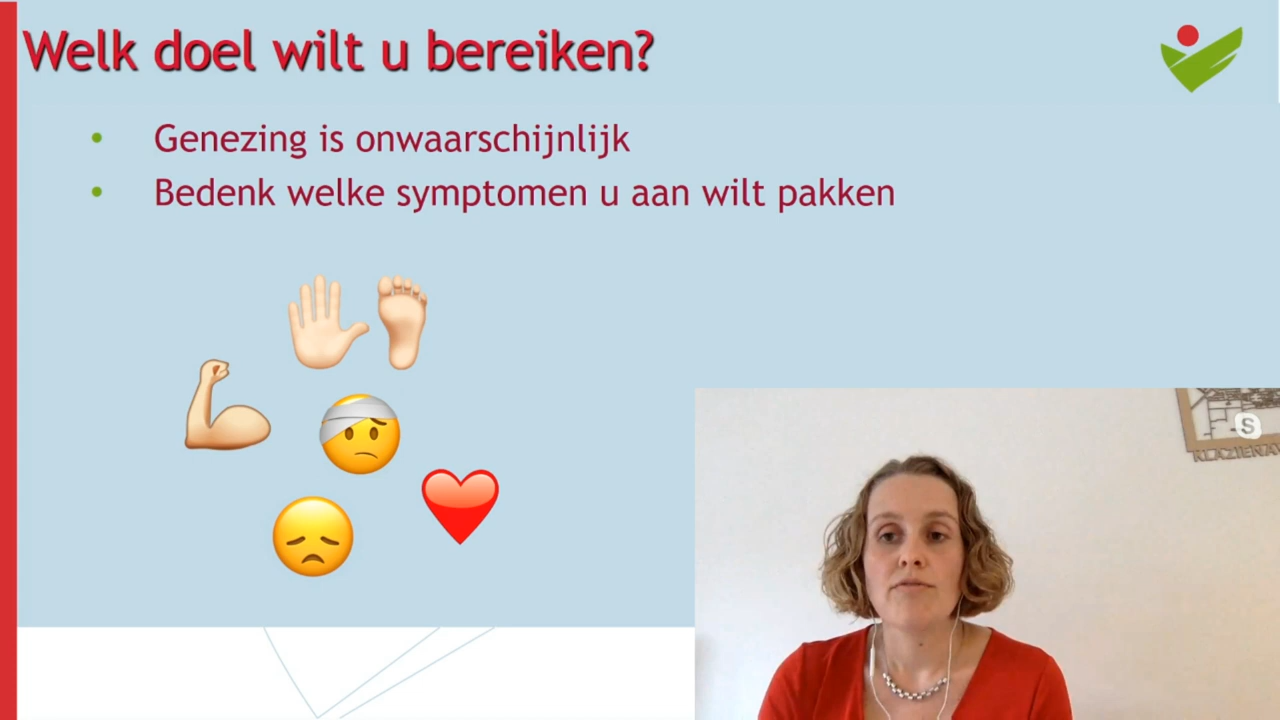 Welk doel wilt u bereiken?
• Genezing is onwaarschijnlijk
• Bedenk welke symptomen u aan wilt pakken
S